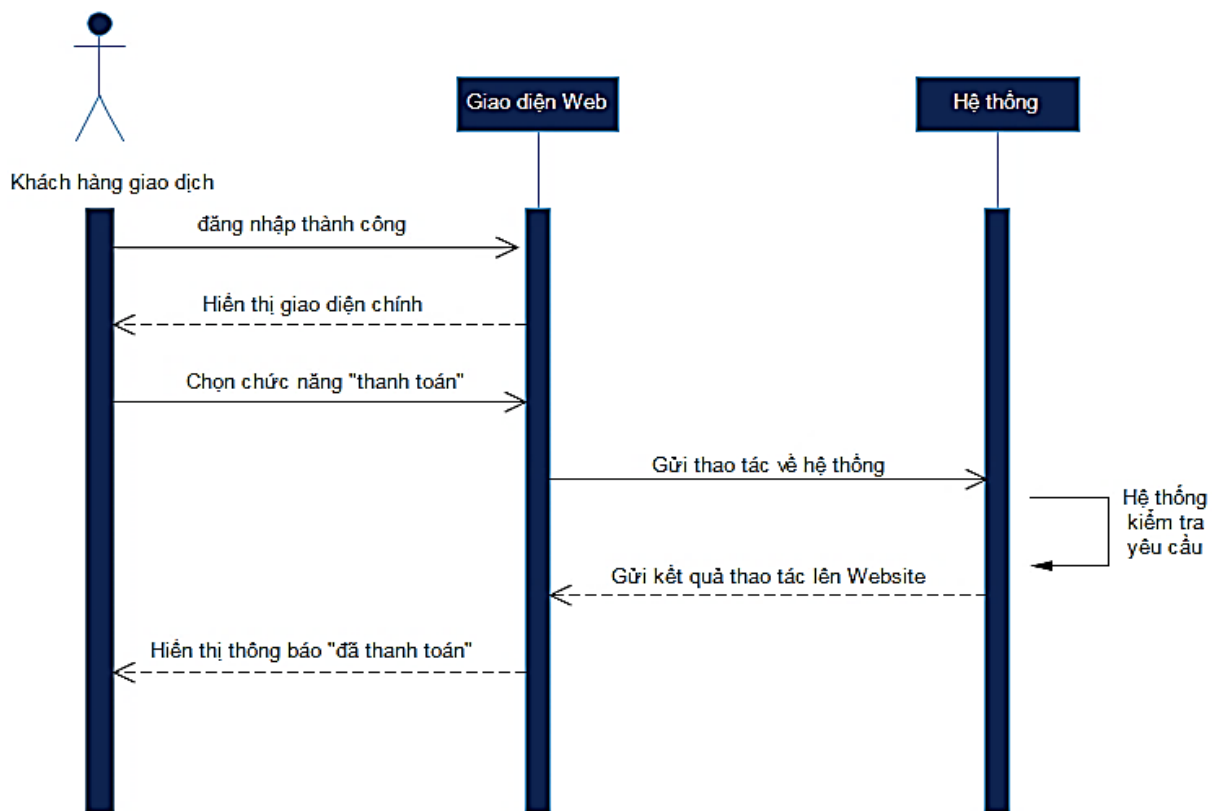 Giao diện Web
Hệ thống
Khách hàng giao dịch
đăng nhập thành công
Hiển thị giao diện chính
Chọn chức năng "thanh toán"
Gửi thao tác về hệ thống
Hệ thống
kiểm tra
yêu cầu
Gửi kết quả thao tác lên Website
Hiển thị thông báo "đã thanh toán"